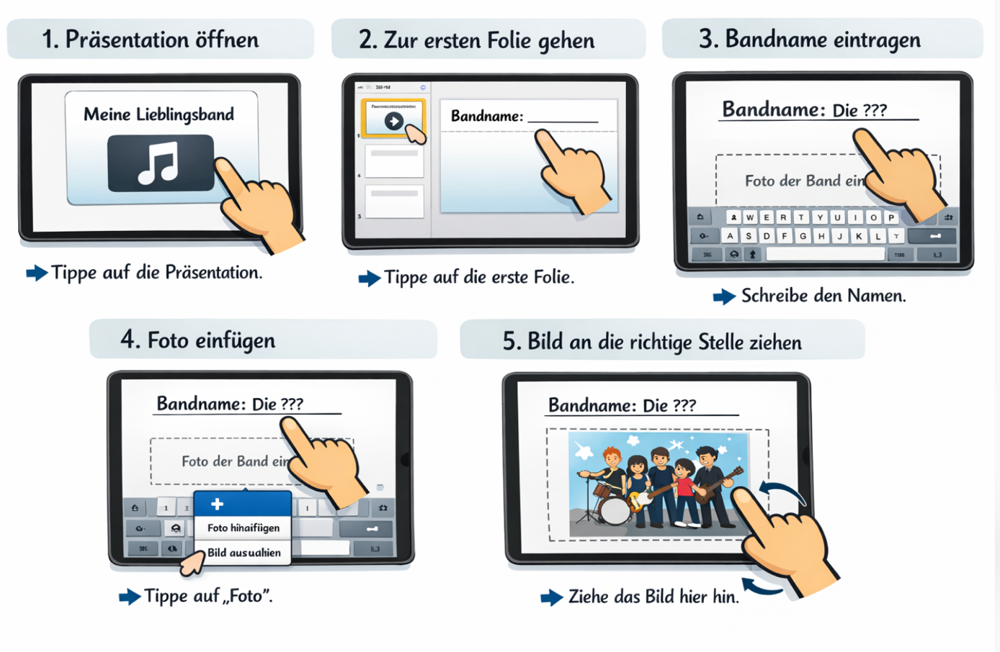 1. Präsentation öffnen
Meine Lieblingsband
Tippe auf die Präsentation.
2. Zur ersten Folie gehen
Bandname:
Tippe auf die erste Folie.
3. Bandname eintragen
Bandname: Die ???
Foto der Band ein
W E R T Y U I O P
A S D F G H J K L
Schreibe den Namen.
4. Foto einfügen
Bandname: Die ???
Foto der Band ein
+
Foto hinaifiigen
Bild ausualien
Tippe auf „Foto”.
5. Bild an die richtige Stelle ziehen
Bandname: Die ???
Ziehe das Bild hier hin.